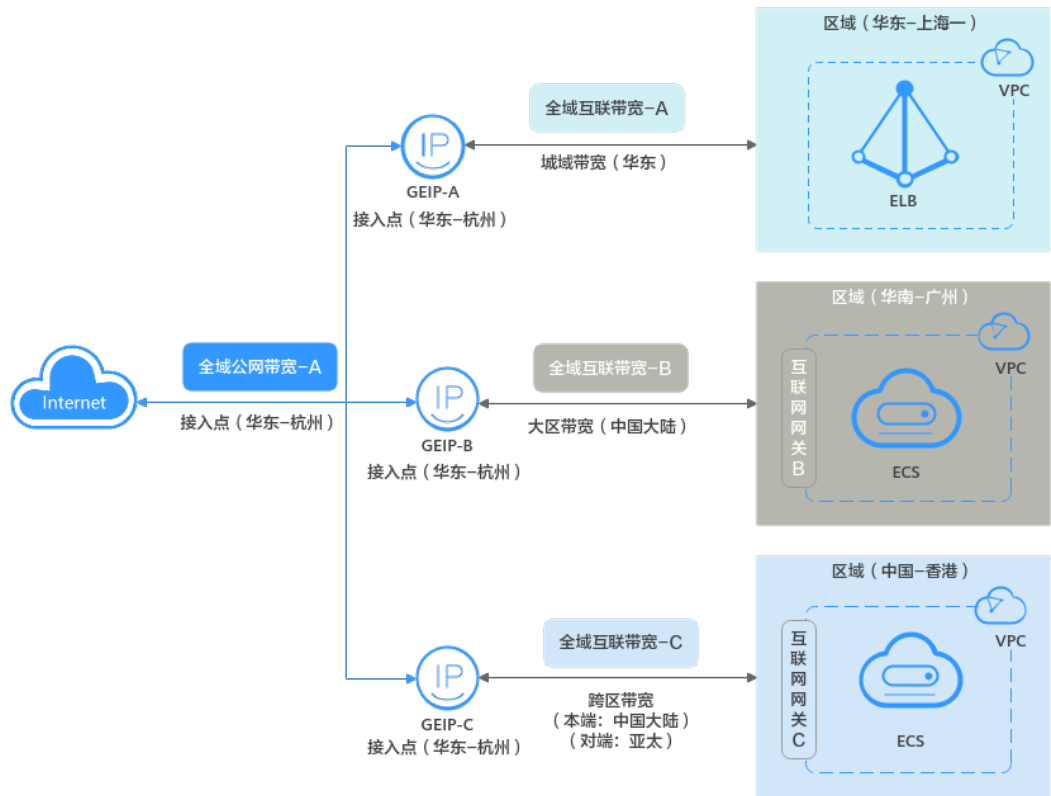 区域（华东-上海一）
VPC
ELB
全域互联带宽-A
城域带宽（华东）
IP
GEIP-A
接入点（华东-杭州）
Internet
全域公网带宽-A
接入点（华东-杭州）
IP
GEIP-B
接入点（华东-杭州）
全域互联带宽-B
大区带宽（中国大陆）
区域（华南-广州）
VPC
互
联
网
网
关
B
ECS
IP
GEIP-C
接入点（华东-杭州）
全域互联带宽-C
跨区带宽
（本端：中国大陆）
（对端：亚太）
区域（中国-香港）
VPC
互
联
网
网
关
C
ECS